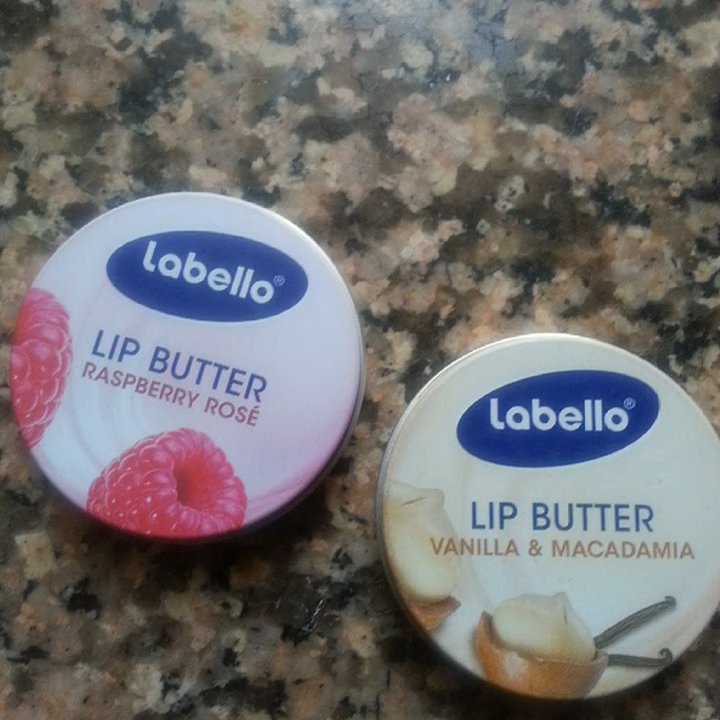 Labello®
LIP BUTTER
RASPBERRY ROSÉ
Labello®
LIP BUTTER
VANILLA & MACADAMIA